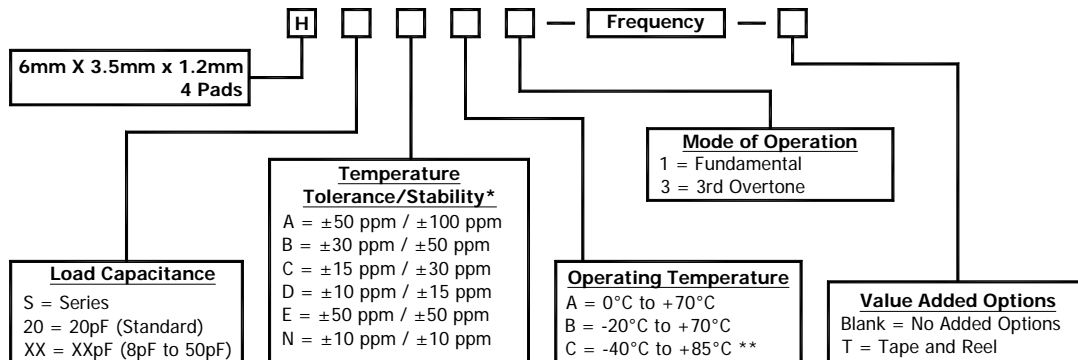 H — Frequency —
6mm X 3.5mm x 1.2mm
4 Pads
Mode of Operation
1 = Fundamental
3 = 3rd Overtone
Temperature
Tolerance/Stability*
A = ±50 ppm / ±100 ppm
B = ±30 ppm / ±50 ppm
C = ±15 ppm / ±30 ppm
D = ±10 ppm / ±15 ppm
E = ±50 ppm / ±50 ppm
N = ±10 ppm / ±10 ppm
Load Capacitance
S = Series
20 = 20pF (Standard)
XX = XXpF (8pF to 50pF)
Operating Temperature
A = 0°C to +70°C
B = -20°C to +70°C
C = -40°C to +85°C **
Value Added Options
Blank = No Added Options
T = Tape and Reel